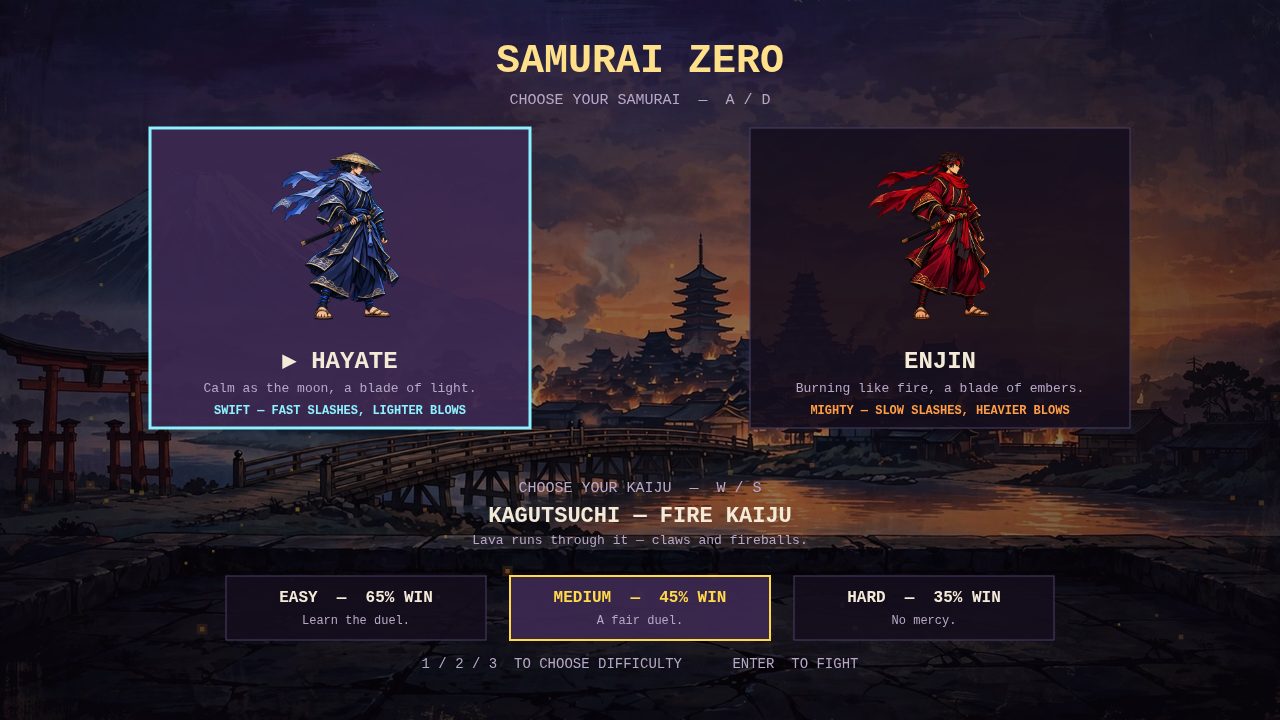 SAMURAI ZERO
CHOOSE YOUR SAMURAI — A / D
▶ HAYATE
Calm as the moon, a blade of light.
SWIFT — FAST SLASHES, LIGHTER BLOWS
ENJIN
Burning like fire, a blade of embers.
MIGHTY — SLOW SLASHES, HEAVIER BLOWS
CHOOSE YOUR KAIJU — W / S
KAGUTSUCHI — FIRE KAIJU
Lava runs through it — claws and fireballs.
EASY — 65% WIN
Learn the duel.
MEDIUM — 45% WIN
A fair duel.
HARD — 35% WIN
No mercy.
1 / 2 / 3 TO CHOOSE DIFFICULTY ENTER TO FIGHT